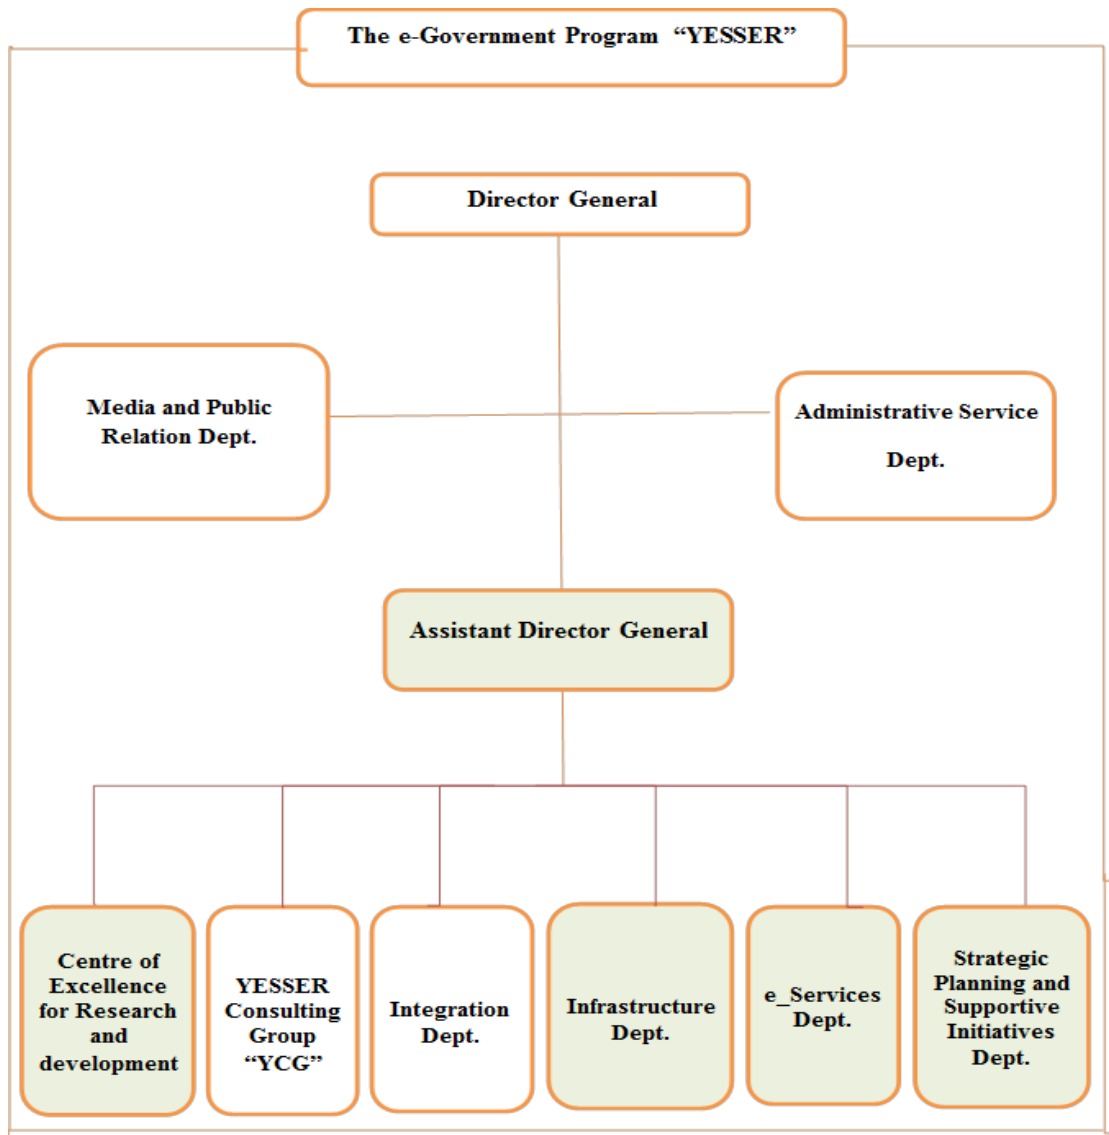 The e-Government Program “YESSER”
Director General
Media and Public
Relation Dept.
Administrative Service
Dept.
Assistant Director General
Centre of
Excellence
for Research
and
development
YESSER
Consulting
Group
“YCG”
Integration
Dept.
Infrastructure
Dept.
e_Services
Dept.
Strategic
Planning and
Supportive
Initiatives
Dept.